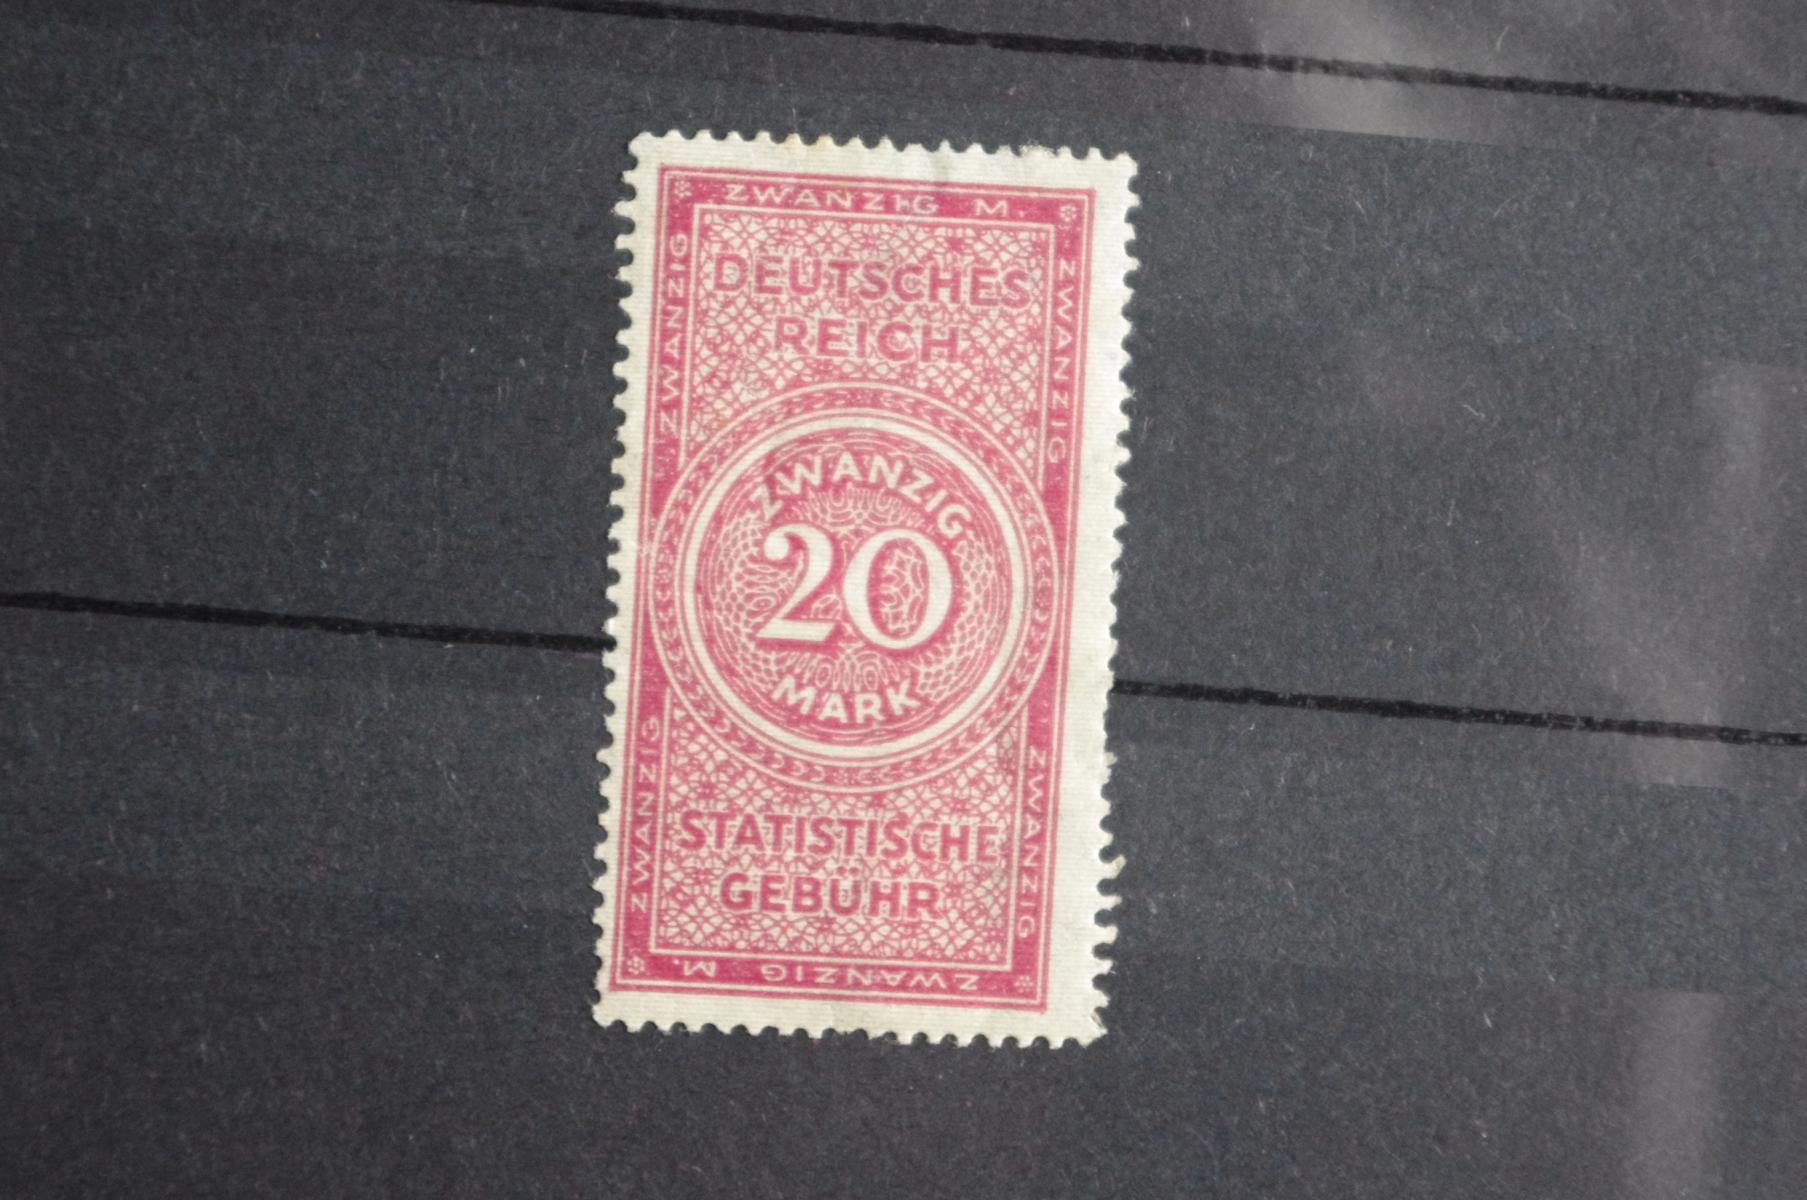 ZWANZIG M.
ZWANZIG
ZWANZIG
DEUTSCHES
REICH
ZWANZIG
20
MARK
ZWANZIG
ZWANZIG
STATISTISCHE
GEBÜHR
ZWANZIG M.